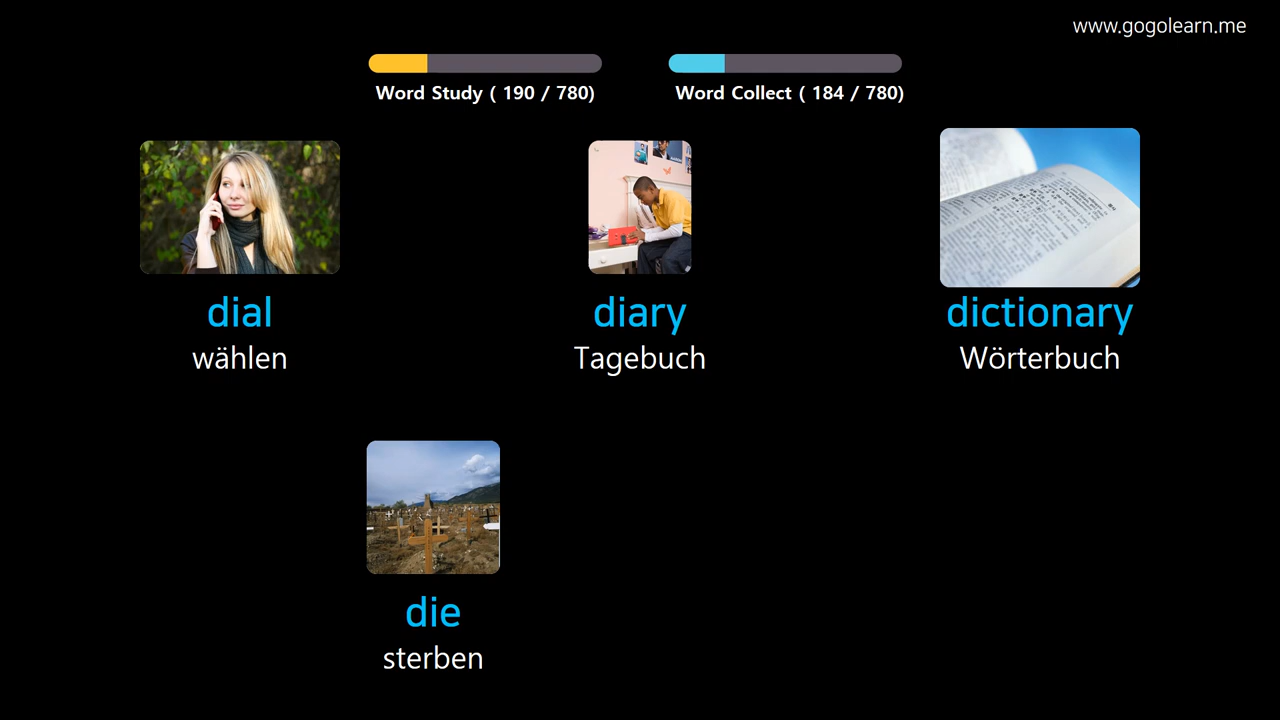 www.gogolearn.me
Word Study ( 190 / 780)
Word Collect ( 184 / 780)
dial
wählen
diary
Tagebuch
dictionary
Wörterbuch
die
sterben